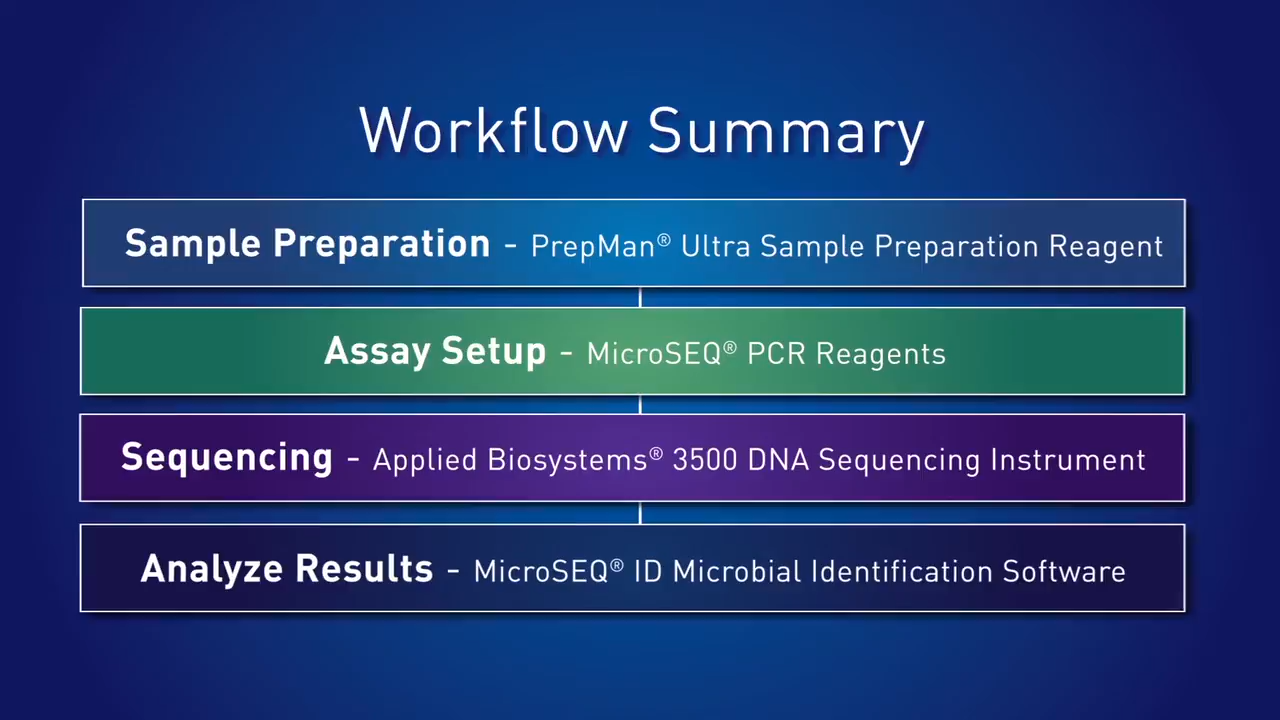 Workflow Summary
Sample Preparation - PrepMan® Ultra Sample Preparation Reagent
Assay Setup - MicroSEQ® PCR Reagents
Sequencing - Applied Biosystems® 3500 DNA Sequencing Instrument
Analyze Results - MicroSEQ® ID Microbial Identification Software